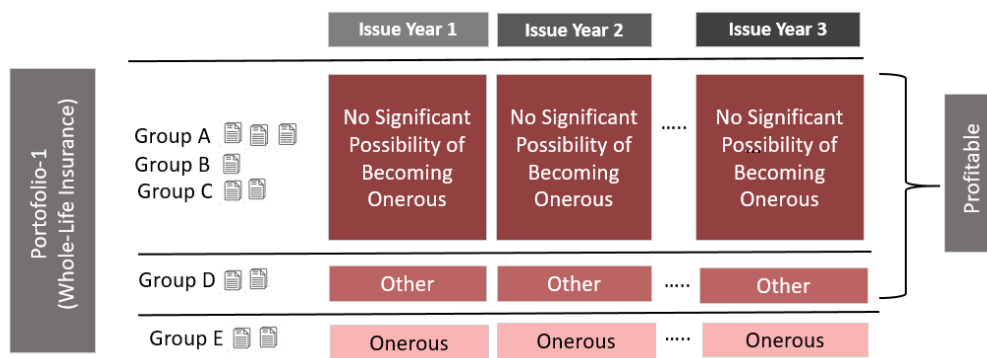 Issue Year 1
Issue Year 2
Issue Year 3
Portofolio-1
(Whole-Life Insurance)
Group A
Group B
Group C
No Significant
Possibility of
Becoming
Onerous
No Significant
Possibility of
Becoming
Onerous
.....
No Significant
Possibility of
Becoming
Onerous
...
Profitable
Group D
Other
Other
.....
Other
Group E
Onerous
Onerous
.....
Onerous